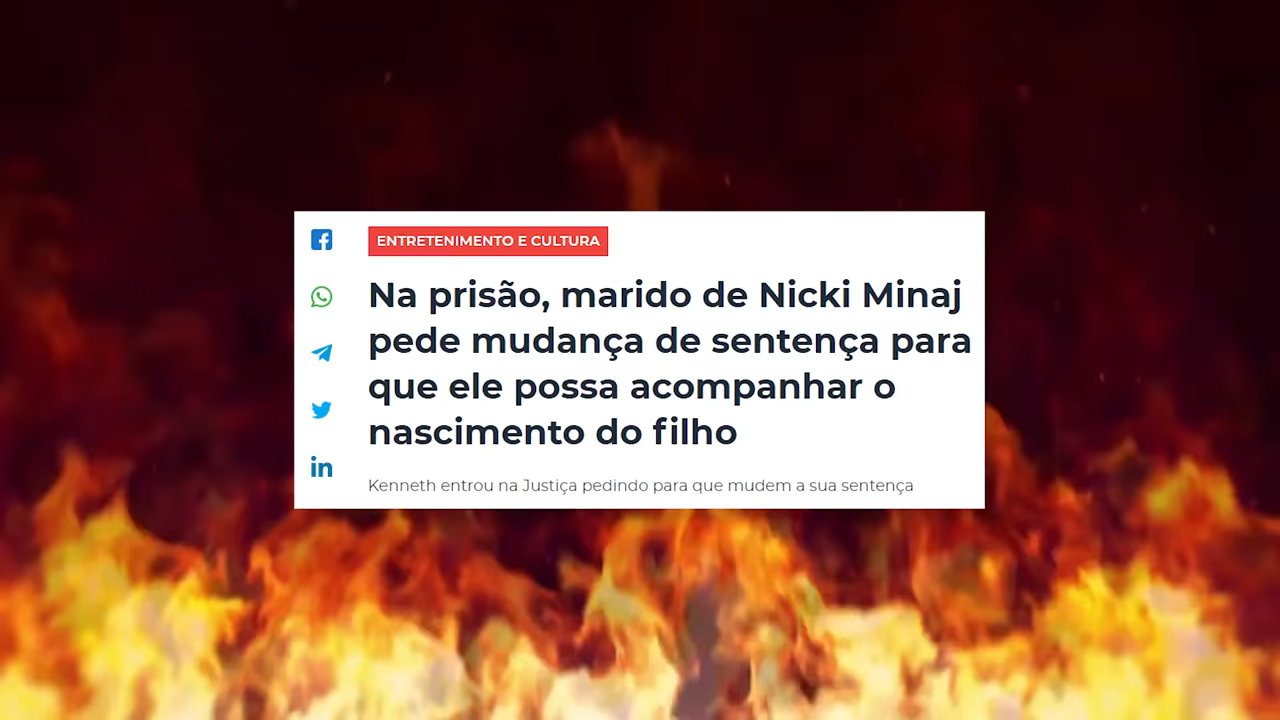 ENTRETENIMENTO E CULTURA
Na prisão, marido de Nicki Minaj
pede mudança de sentença para
que ele possa acompanhar o
nascimento do filho
Kenneth entrou na Justiça pedindo para que mudem a sua sentença